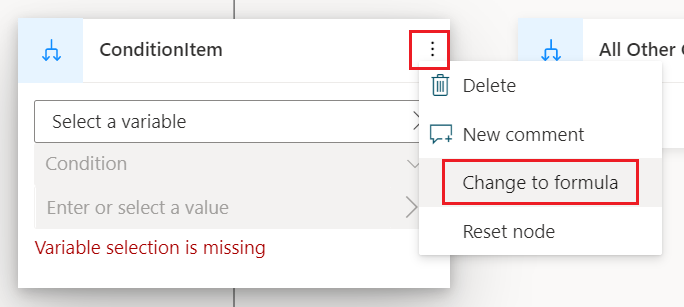 ConditionItem
All Other
Delete
Select a variable
New comment
Condition
Change to formula
Enter or select a value
Reset node
Variable selection is missing